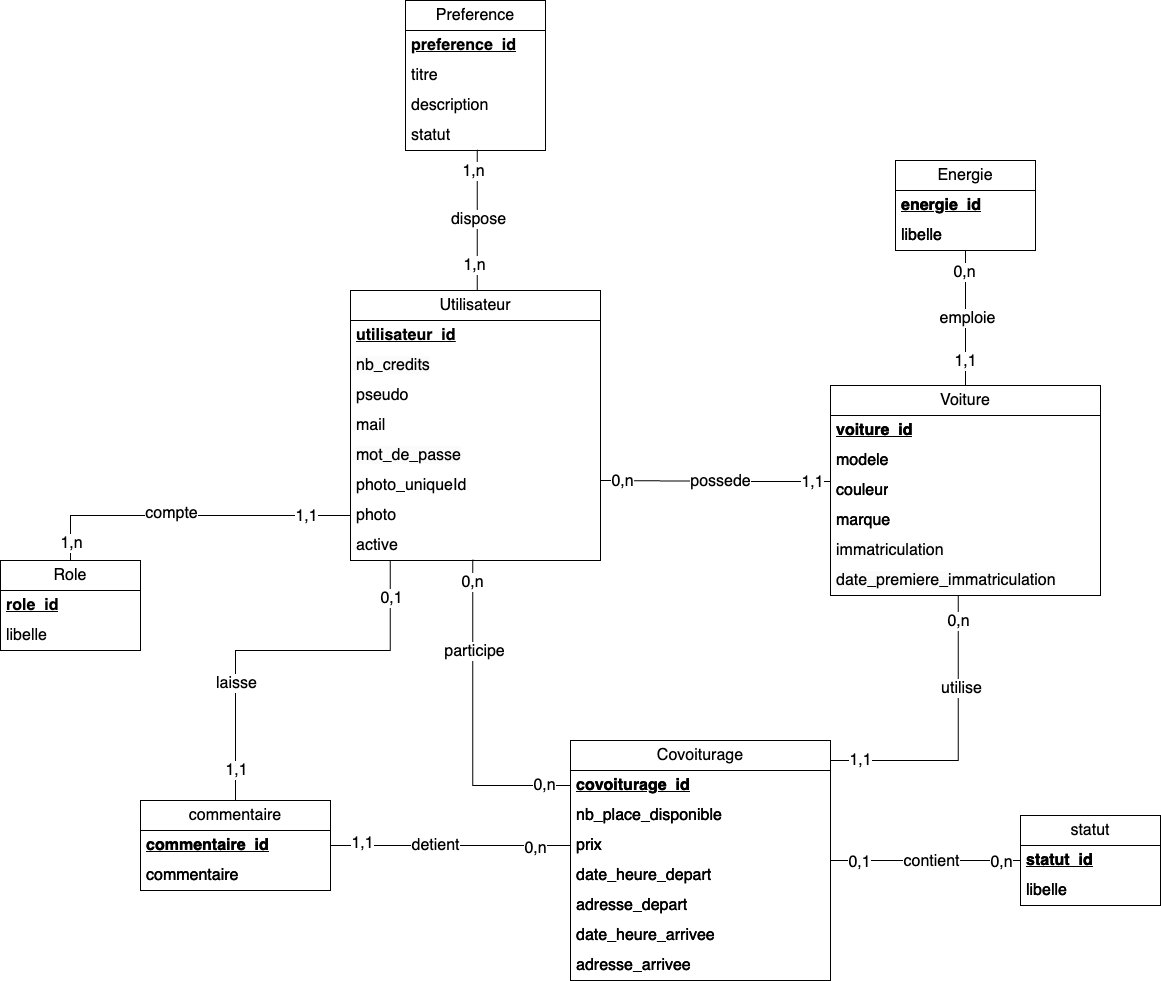 Preference
preference_id
titre
description
statut
1,n
dispose
1,n
Energie
energie_id
libelle
0,n
emploie
1,1
Utilisateur
utilisateur_id
nb_credits
pseudo
mail
mot_de_passe
photo_uniqueId
photo
active
0,n possede 1,1
Voiture
voiture_id
modele
couleur
marque
immatriculation
date_premiere_immatriculation
compte 1,1
1,n
Role
role_id
libelle
0,1
laisse
1,1
0,n
participe
0,n
0,n
utilise
1,1
commentaire
commentaire_id
commentaire
1,1 detient 0,n
Covoiturage
covoiturage_id
nb_place_disponible
prix
date_heure_depart
adresse_depart
date_heure_arrivee
adresse_arrivee
0,1 contient 0,n
statut
statut_id
libelle